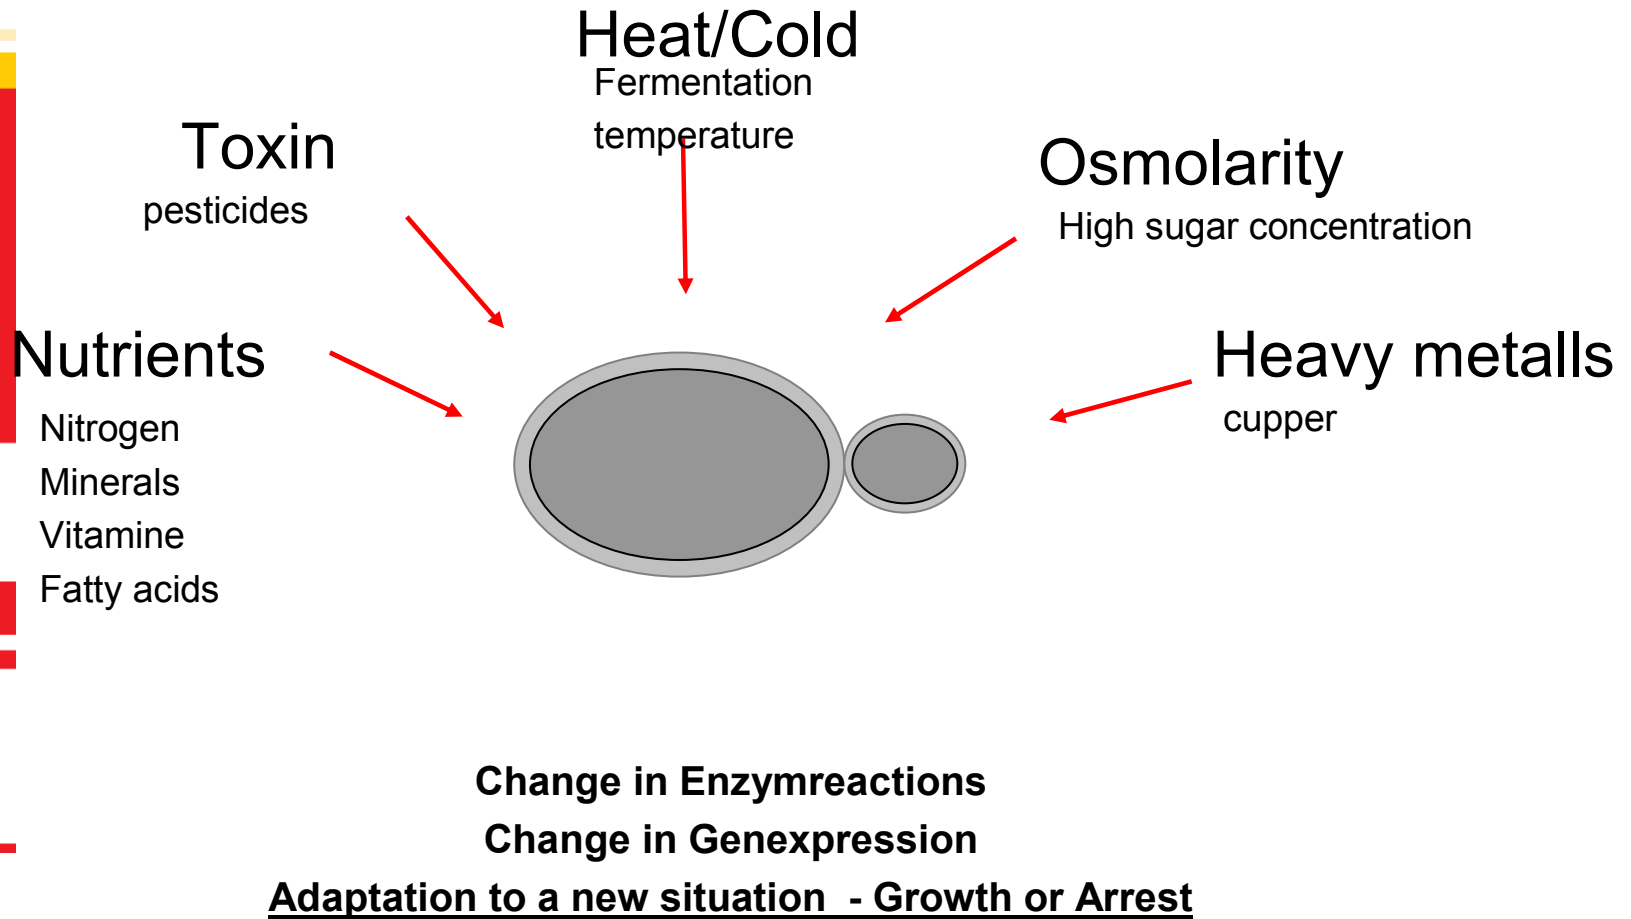 Heat/Cold
Fermentation
temperature
Toxin
pesticides
Osmolarity
High sugar concentration
Nutrients
Nitrogen
Minerals
Vitamine
Fatty acids
Heavy metalls
cupper
Change in Enzymreactions
Change in Genexpression
Adaptation to a new situation  - Growth or Arrest